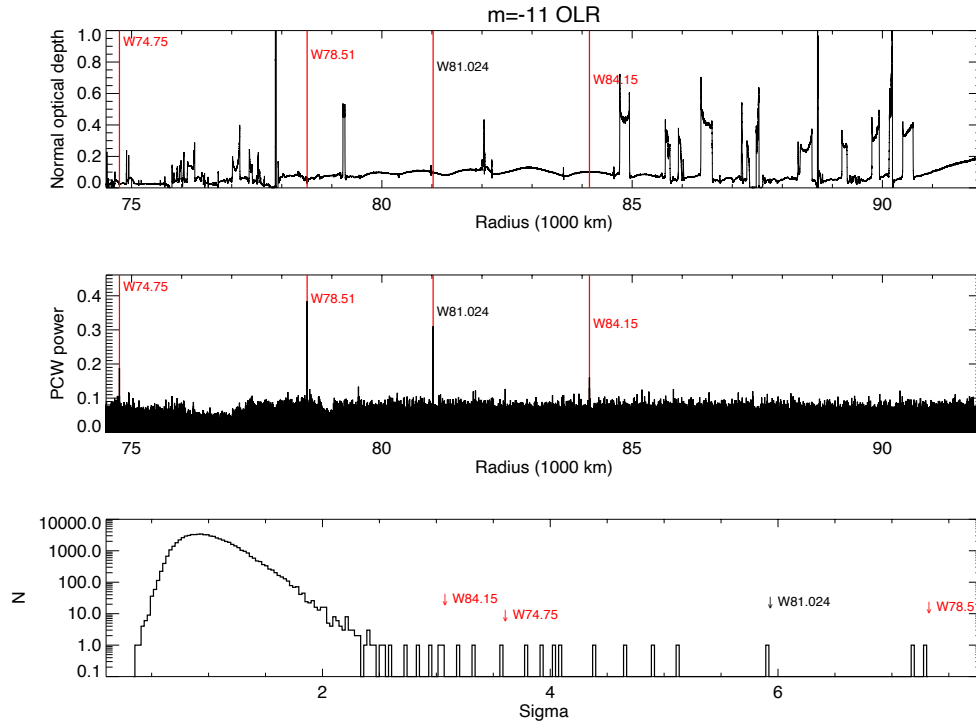 m=-11 OLR
Normal optical depth
1.0
0.8
0.6
0.4
0.2
0.0
W74.75
W78.51
W81.024
W84.15
75 80 85 90
Radius (1000 km)
PCW power
0.4
0.3
0.2
0.1
0.0
W74.75
W78.51
W81.024
W84.15
75 80 85 90
Radius (1000 km)
N
10000.0
1000.0
100.0
10.0
1.0
0.1
W84.15
W74.75
W81.024
W78.51
2 4 6
Sigma